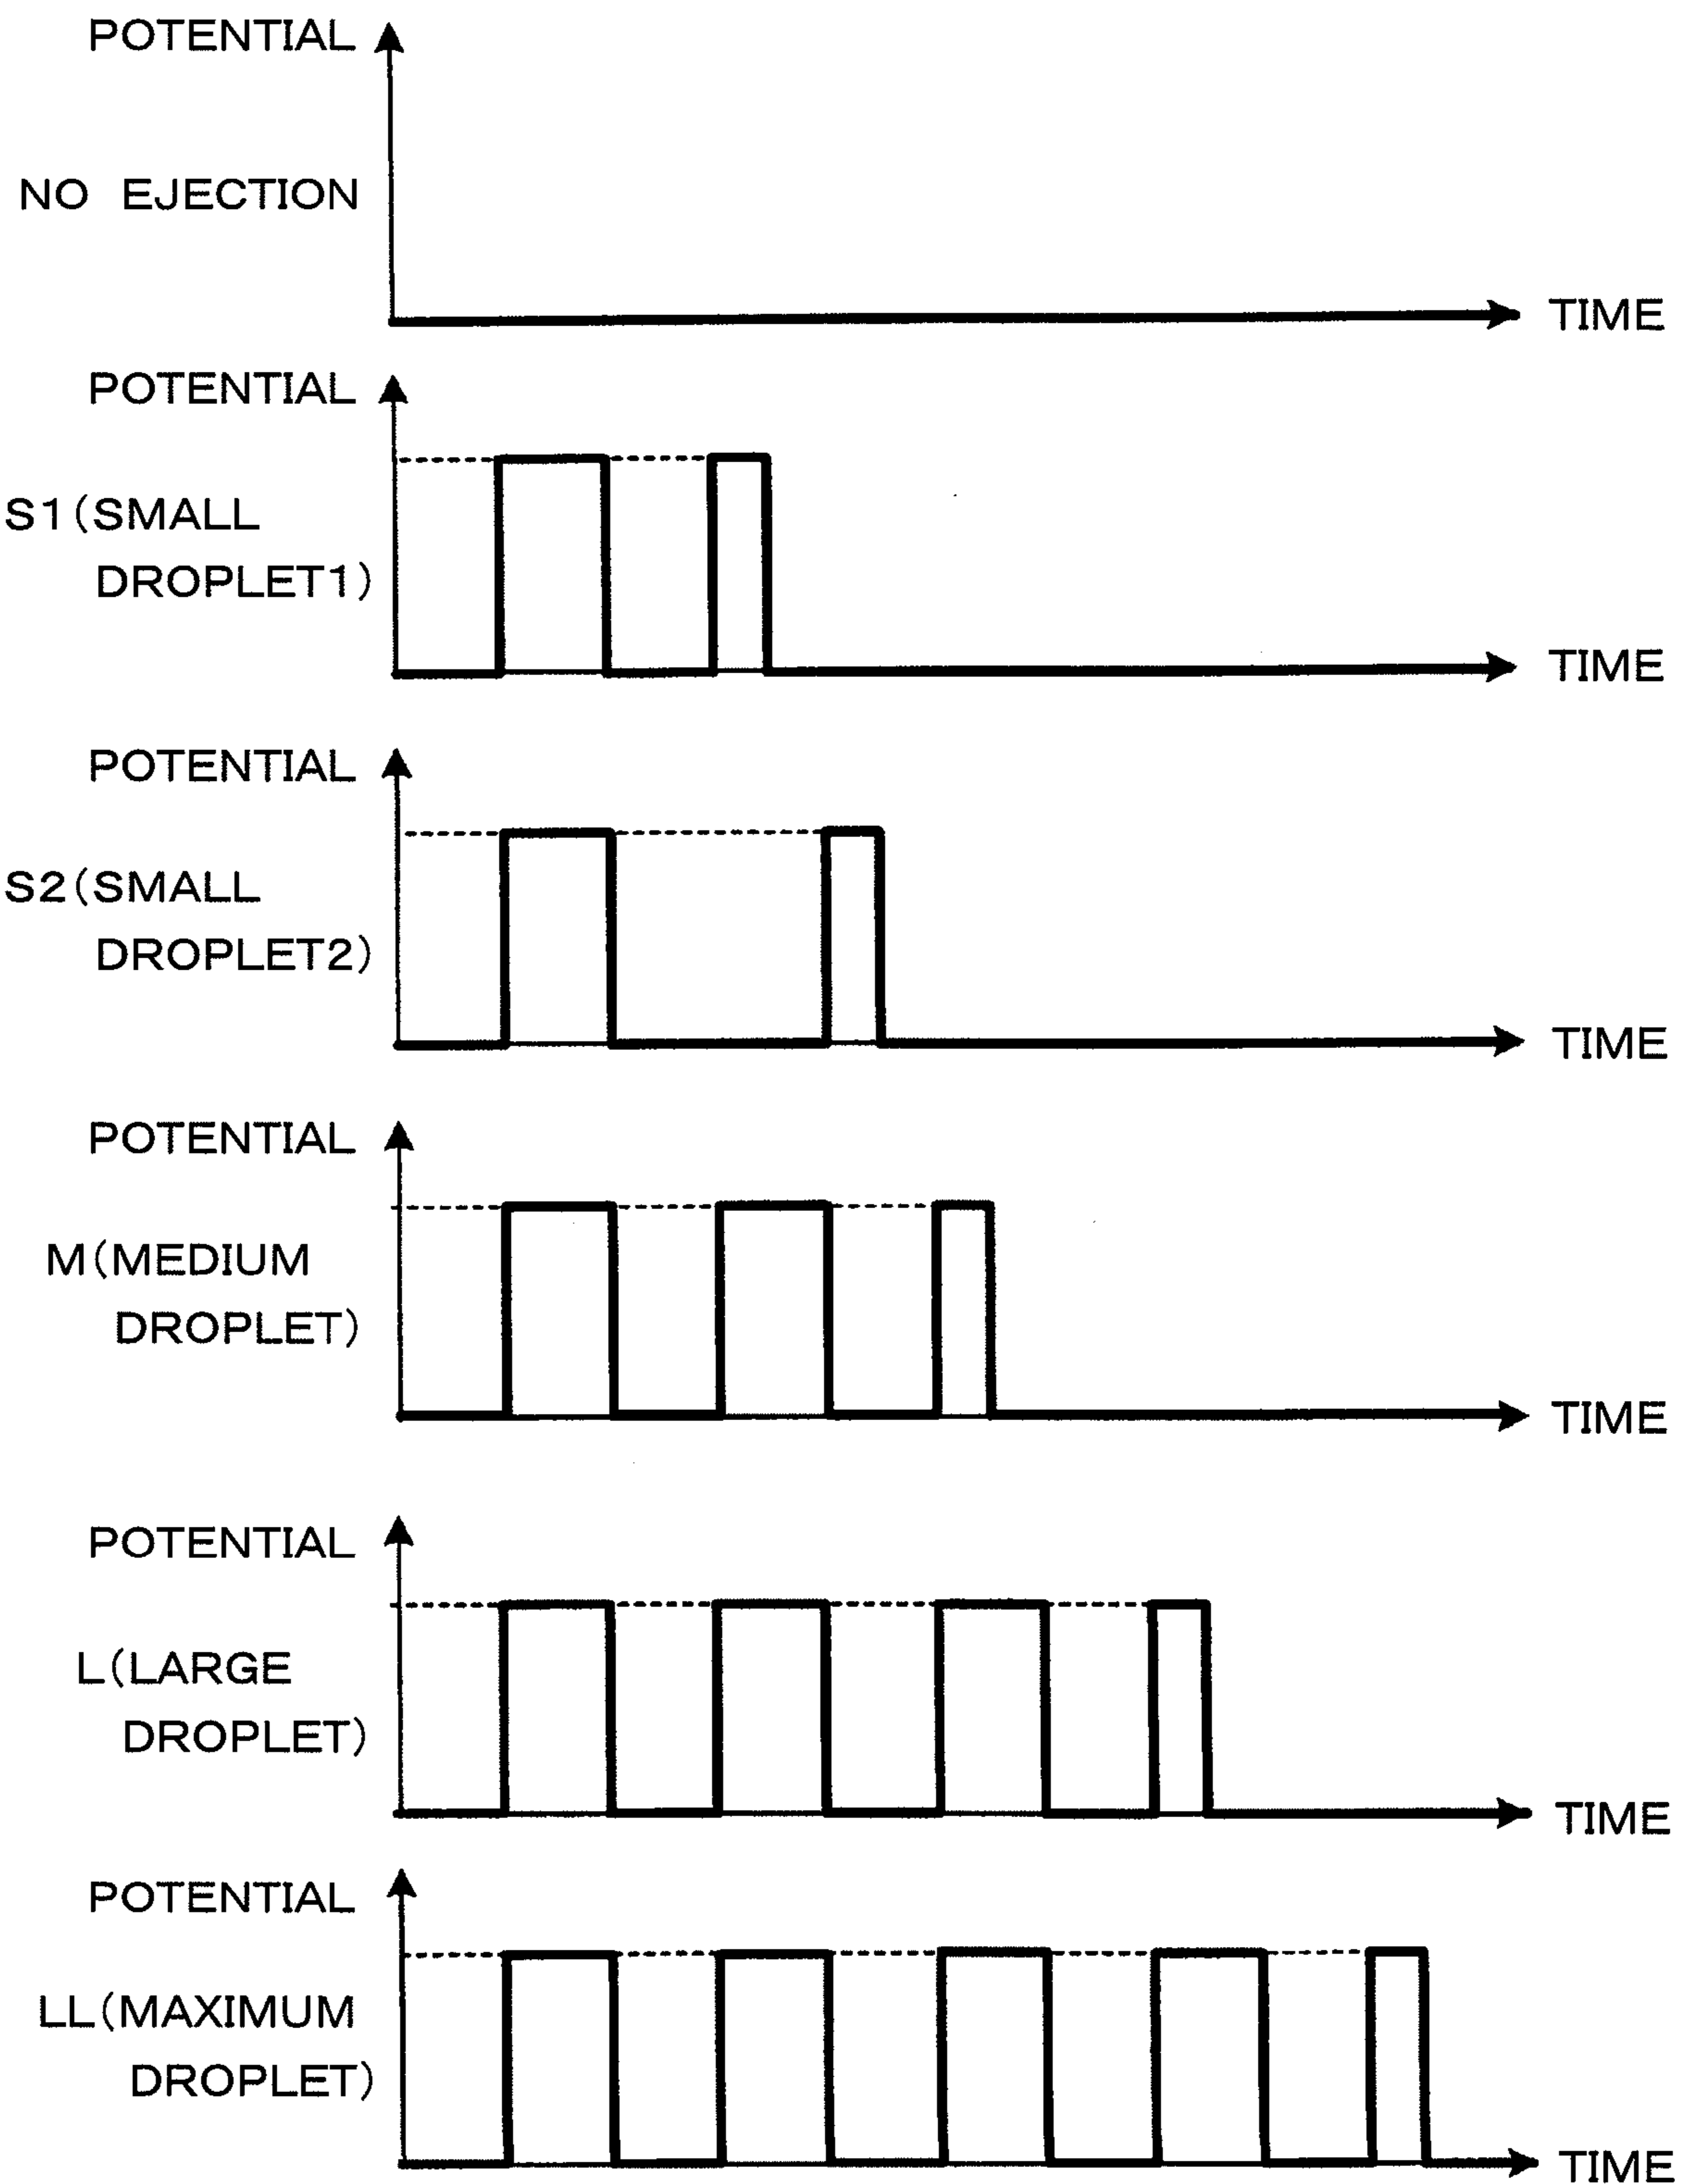 POTENTIAL
NO EJECTION
TIME
POTENTIAL
S1(SMALL
DROPLET1)
TIME
POTENTIAL
S2(SMALL
DROPLET2)
TIME
POTENTIAL
M(MEDIUM
DROPLET)
TIME
POTENTIAL
L(LARGE
DROPLET)
TIME
POTENTIAL
LL(MAXIMUM
DROPLET)
TIME